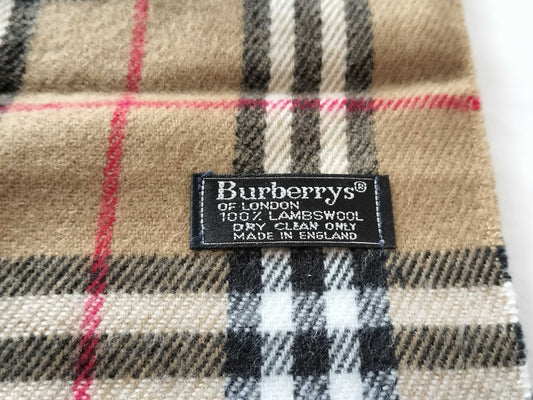 Burberrys®
OF LONDON
100% LAMBSWOOL
DRY CLEAN ONLY
MADE IN ENGLAND